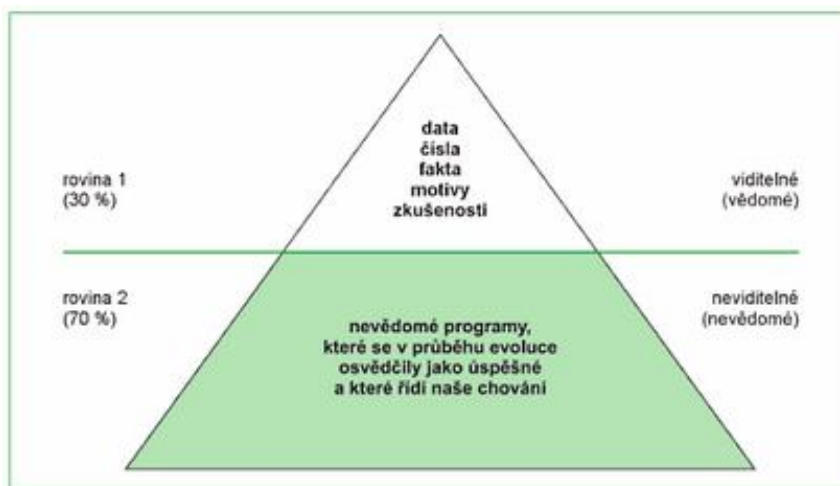 data
čísla
fakta
motivy
zkušenosti
rovina 1
(30 %)
viditelné
(vědomé)
rovina 2
(70 %)
neviditelné
(nevědomé)
nevědomé programy,
které se v průběhu evoluce
osvědčily jako úspěšné
a které řídí naše chování